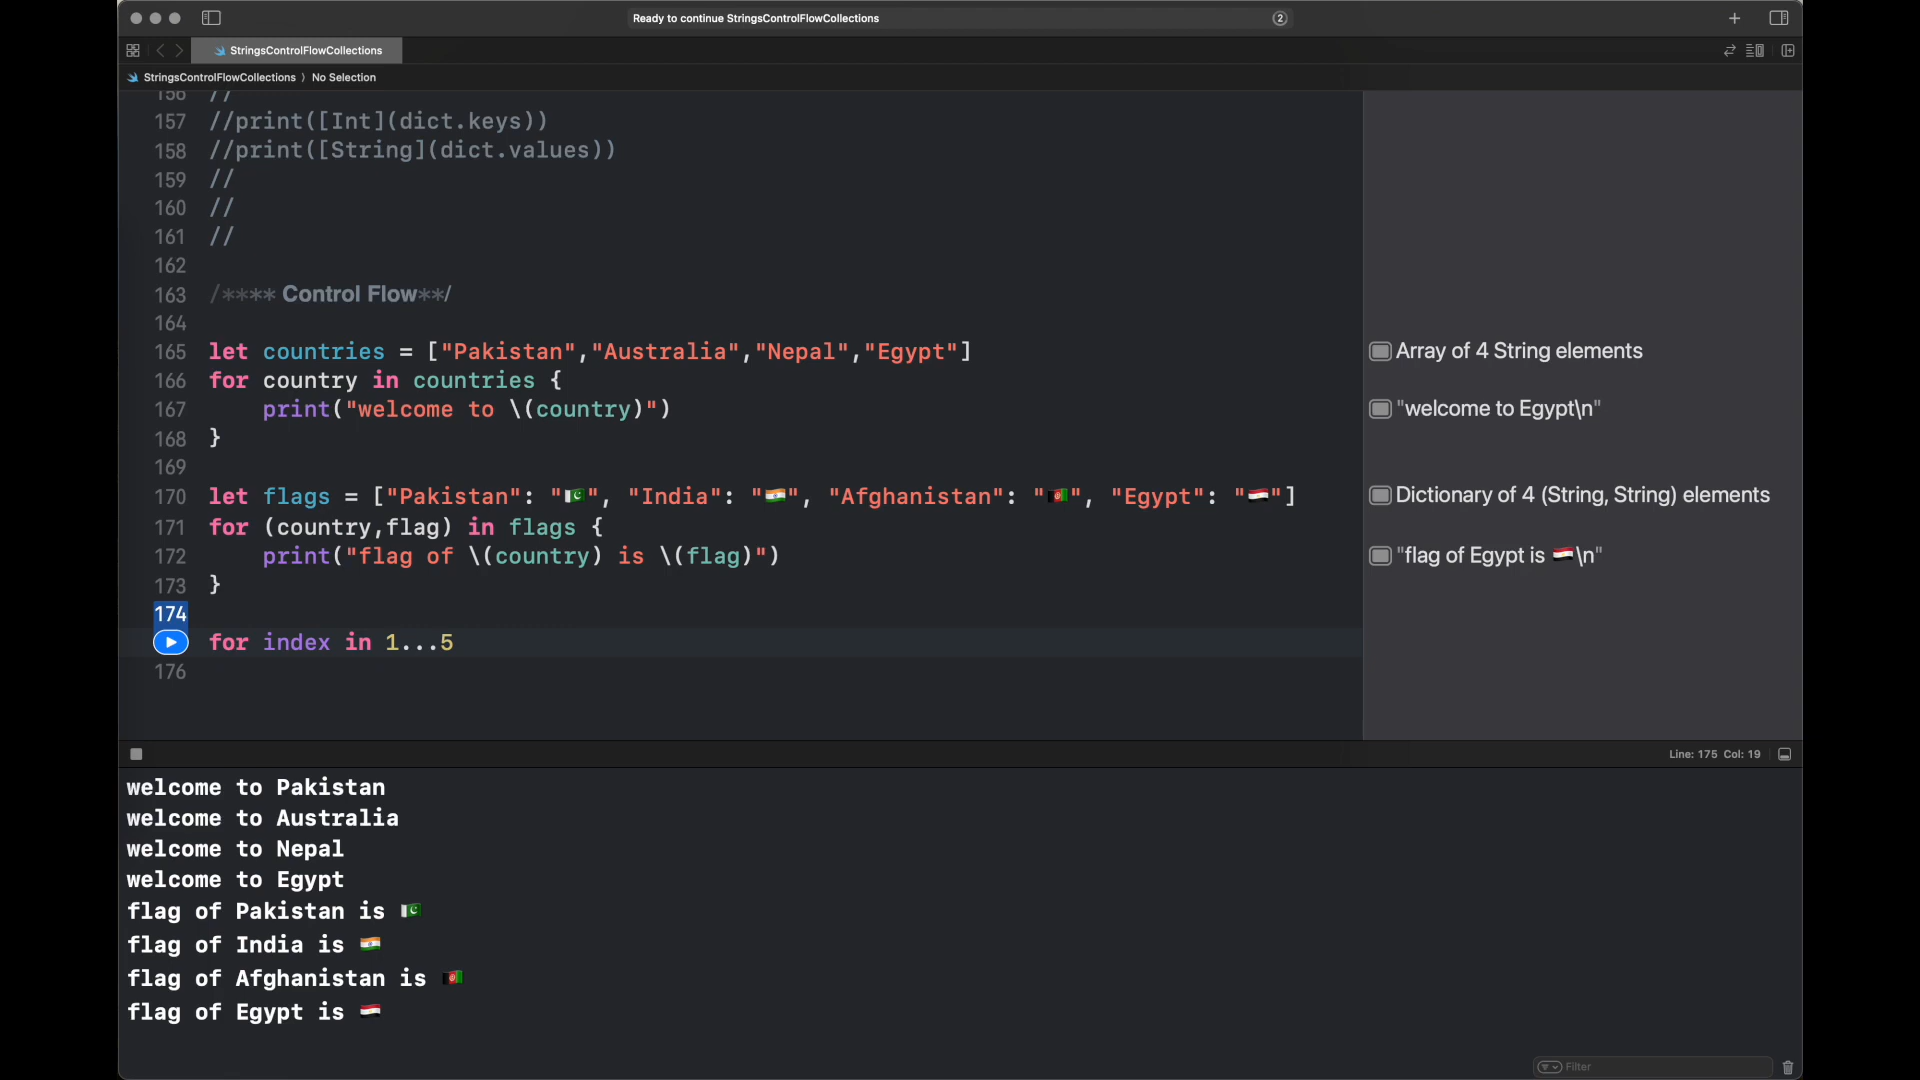 Ready to continue StringsControlFlowCollections
2
StringsControlFlowCollections
StringsControlFlowCollections ⟩ No Selection
156 //
157 //print([Int](dict.keys))
158 //print([String](dict.values))
159 //
160 //
161 //
162
163 /**** Control Flow**/
164
165 let countries = ["Pakistan","Australia","Nepal","Egypt"]
Array of 4 String elements
166 for country in countries {
167 print("welcome to \(country)")
"welcome to Egypt\n"
168 }
169
170 let flags = ["Pakistan": "🇵🇰", "India": "🇮🇳", "Afghanistan": "🇦🇫", "Egypt": "🇪🇬"]
Dictionary of 4 (String, String) elements
171 for (country,flag) in flags {
172 print("flag of \(country) is \(flag)")
"flag of Egypt is 🇪🇬\n"
173 }
174
for index in 1...5
176
Line: 175 Col: 19
welcome to Pakistan
welcome to Australia
welcome to Nepal
welcome to Egypt
flag of Pakistan is 🇵🇰
flag of India is 🇮🇳
flag of Afghanistan is 🇦🇫
flag of Egypt is 🇪🇬
Filter